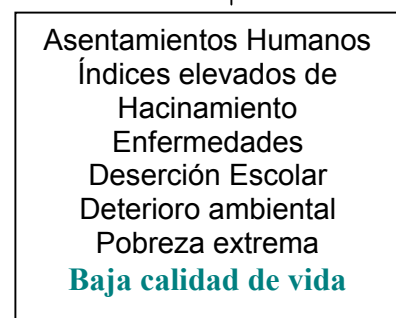 Asentamientos Humanos
Índices elevados de
Hacinamiento
Enfermedades
Deserción Escolar
Deterioro ambiental
Pobreza extrema
Baja calidad de vida